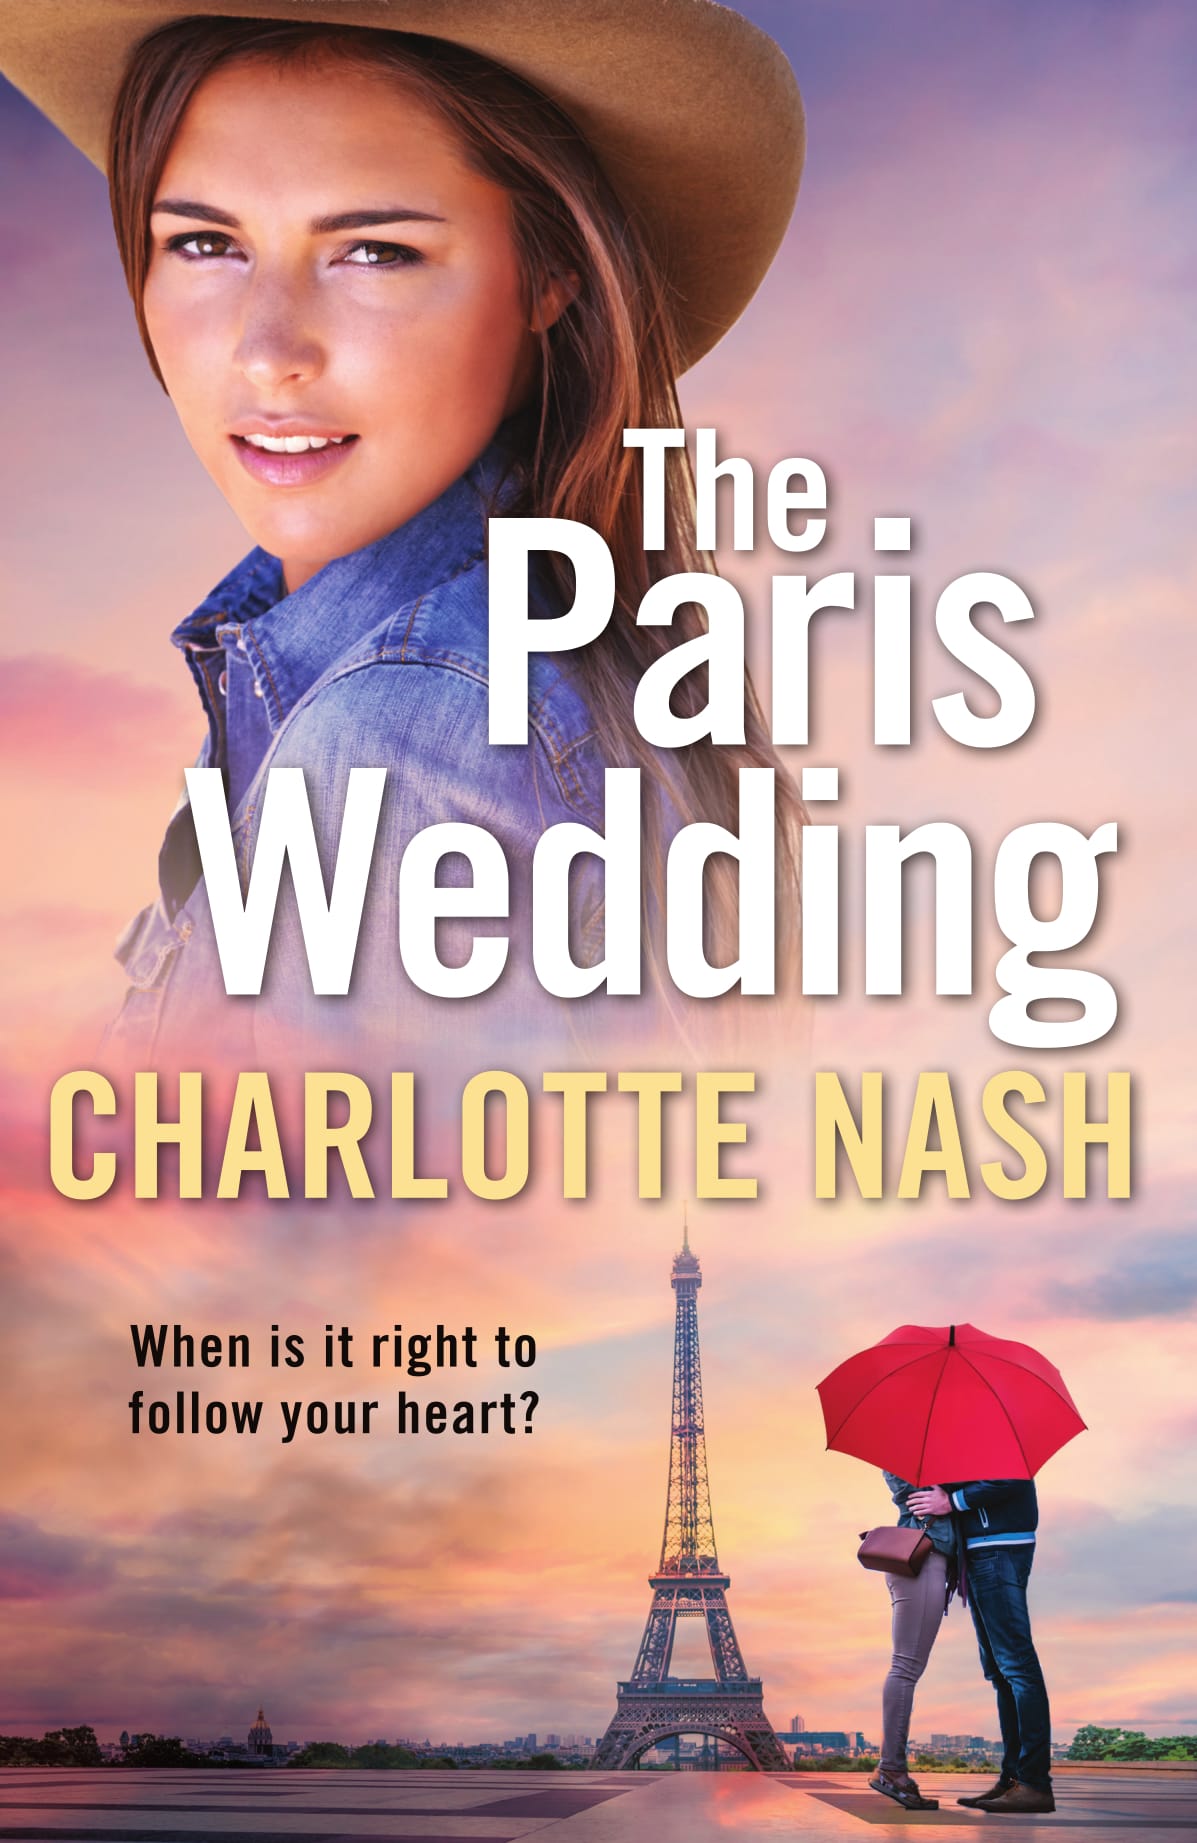 The
Paris
Wedding
CHARLOTTE NASH
When is it right to
follow your heart?